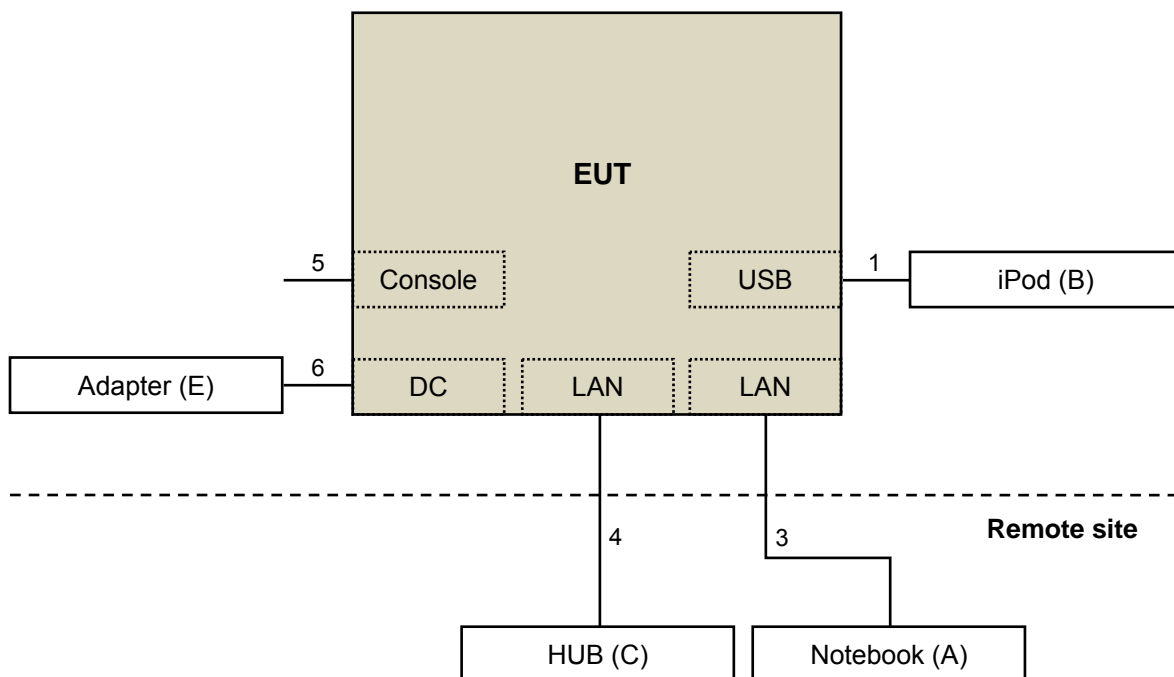 EUT
5
Console
USB
1
iPod (B)
Adapter (E)
6
DC
LAN
LAN
Remote site
4
3
HUB (C)
Notebook (A)